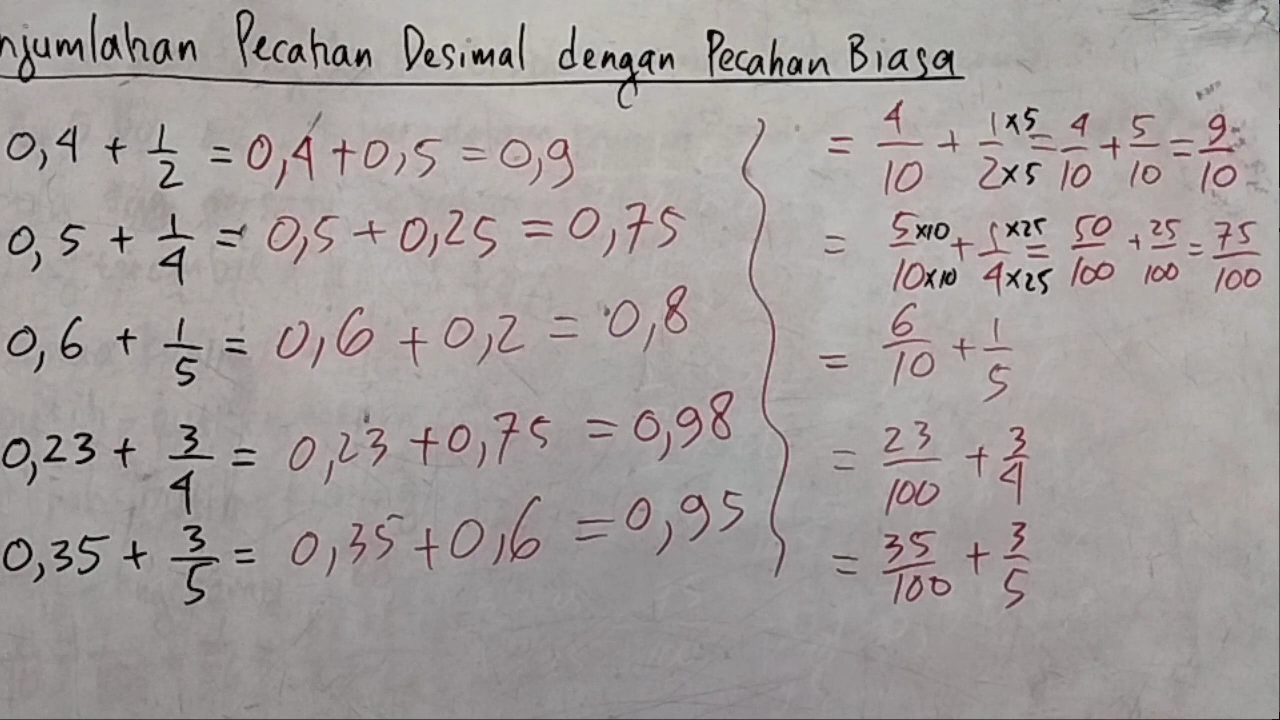 njumlahan Pecahan Desimal dengan Pecahan Biasa
0,4 + 1/2 = 0,4 + 0,5 = 0,9 = 4/10 + 1×5/2×5 = 4/10 + 5/10 = 9/10
0,5 + 1/4 = 0,5 + 0,25 = 0,75 = 5×10/10×10 + 1×25/4×25 = 50/100 + 25/100 = 75/100
0,6 + 1/5 = 0,6 + 0,2 = 0,8 = 6/10 + 1/5
0,23 + 3/4 = 0,23 + 0,75 = 0,98 = 23/100 + 3/4
0,35 + 3/5 = 0,35 + 0,6 = 0,95 = 35/100 + 3/5